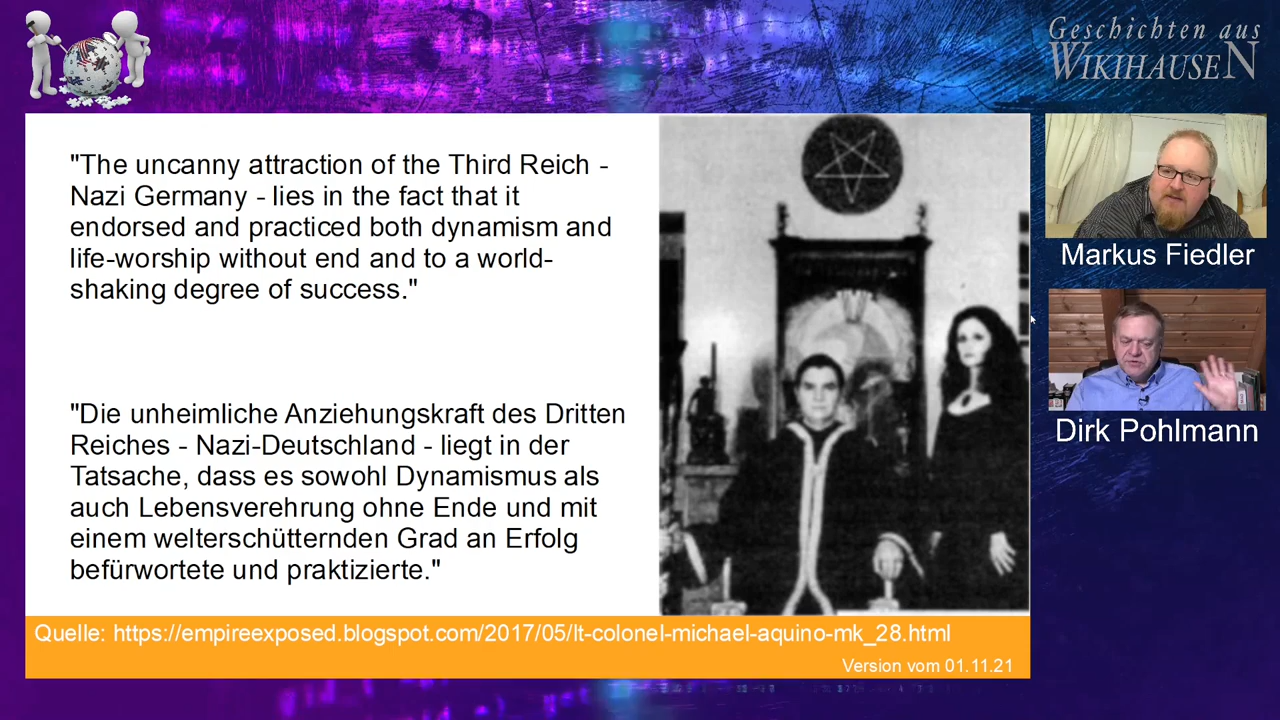 Geschichten aus
WIKIHAUSEN
"The uncanny attraction of the Third Reich -
Nazi Germany - lies in the fact that it
endorsed and practiced both dynamism and
life-worship without end and to a world-
shaking degree of success."
"Die unheimliche Anziehungskraft des Dritten
Reiches - Nazi-Deutschland - liegt in der
Tatsache, dass es sowohl Dynamismus als
auch Lebensverehrung ohne Ende und mit
einem welterschütternden Grad an Erfolg
befürwortete und praktizierte."
Quelle: https://empireexposed.blogspot.com/2017/05/lt-colonel-michael-aquino-mk_28.html
Version vom 01.11.21
Markus Fiedler
Dirk Pohlmann